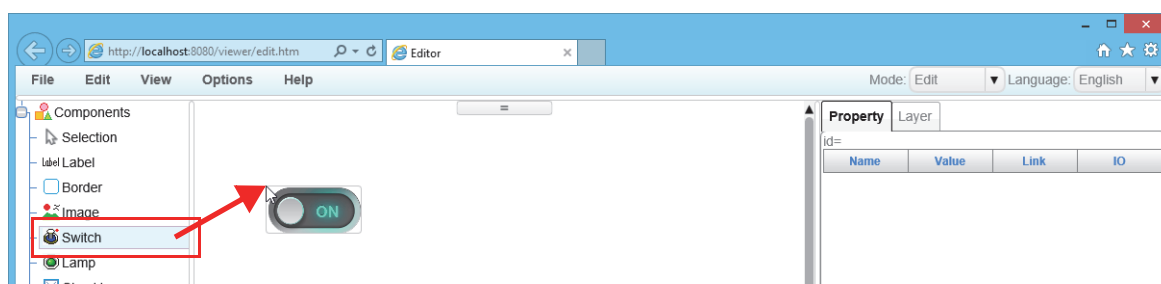 http://localhost:8080/viewer/edit.htm
Editor
File Edit View Options Help
Mode: Edit Language: English
Components
Selection
label Label
Border
Image
Switch
Lamp
ON
Property Layer
id=
Name Value Link IO